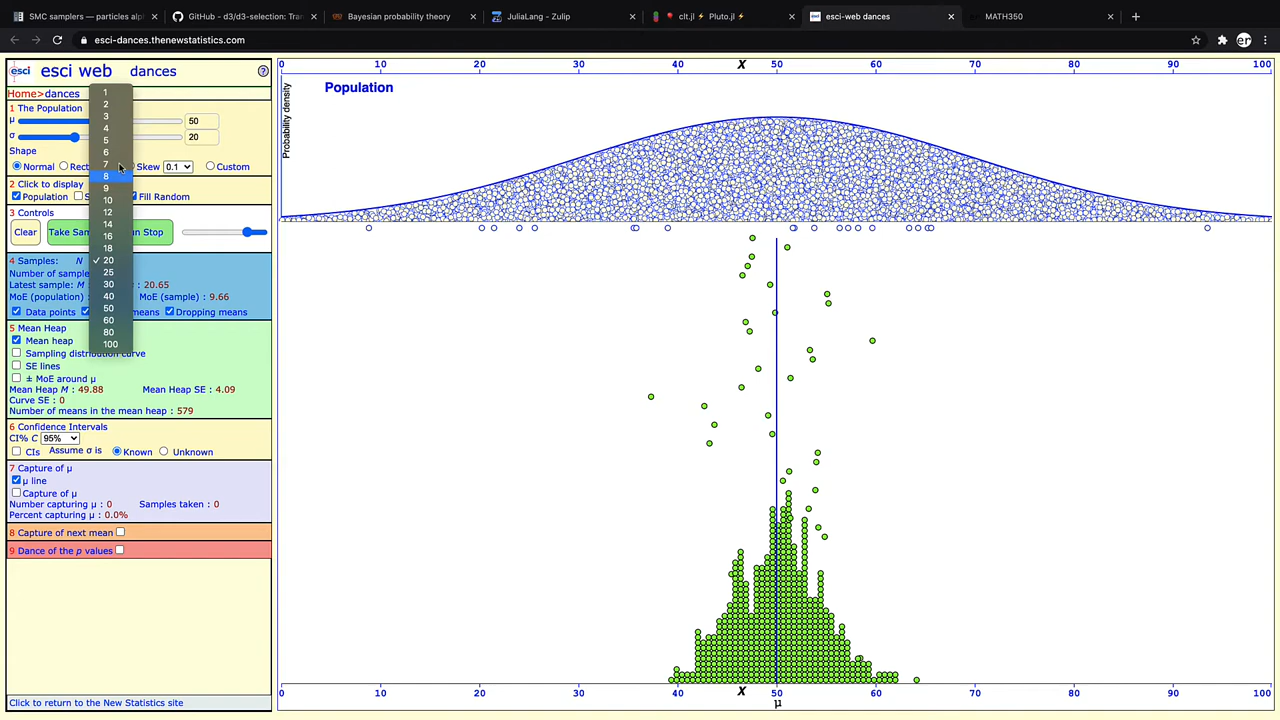 SMC samplers — particles alpl
GitHub - d3/d3-selection: Tran
Bayesian probability theory
JuliaLang - Zulip
clt.jl ⚡ Pluto.jl ⚡
esci-web dances
MATH350
esci-dances.thenewstatistics.com
er
esci
esci web dances
?
Home>dances
1 The Population
μ 50
σ 20
Shape
Normal Rect Skew 0.1 Custom
2 Click to display
Population S Fill Random
3 Controls
Clear
Take Sam
n Stop
4 Samples: N
Number of sample
Latest sample: M : 20.65
MoE (population) MoE (sample) : 9.66
Data points means Dropping means
5 Mean Heap
Mean heap
Sampling distribution curve
SE lines
± MoE around μ
Mean Heap M : 49.88 Mean Heap SE : 4.09
Curve SE : 0
Number of means in the mean heap : 579
6 Confidence Intervals
CI% C 95%
CIs Assume σ is Known Unknown
7 Capture of μ
μ line
Capture of μ
Number capturing μ : 0 Samples taken : 0
Percent capturing μ : 0.0%
8 Capture of next mean
9 Dance of the p values
Click to return to the New Statistics site
1
2
3
4
5
6
7
8
9
10
12
14
16
18
✓ 20
25
30
40
50
60
80
100
0 10 20 30 40 X 50 60 70 80 90 100
Probability density
Population
0 10 20 30 40 X 50 60 70 80 90 100
μ